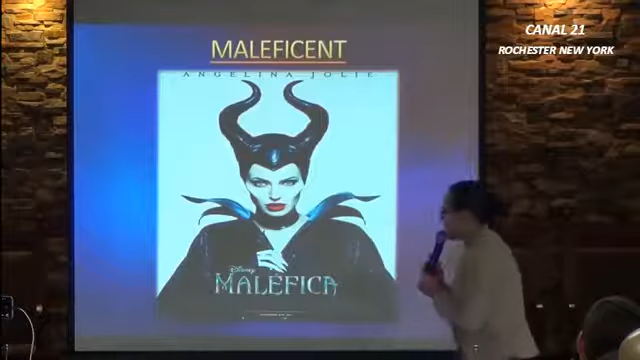 CANAL 21
ROCHESTER NEW YORK
MALEFICENT
ANGELINA JOLIE
Disney
MALÉFICA